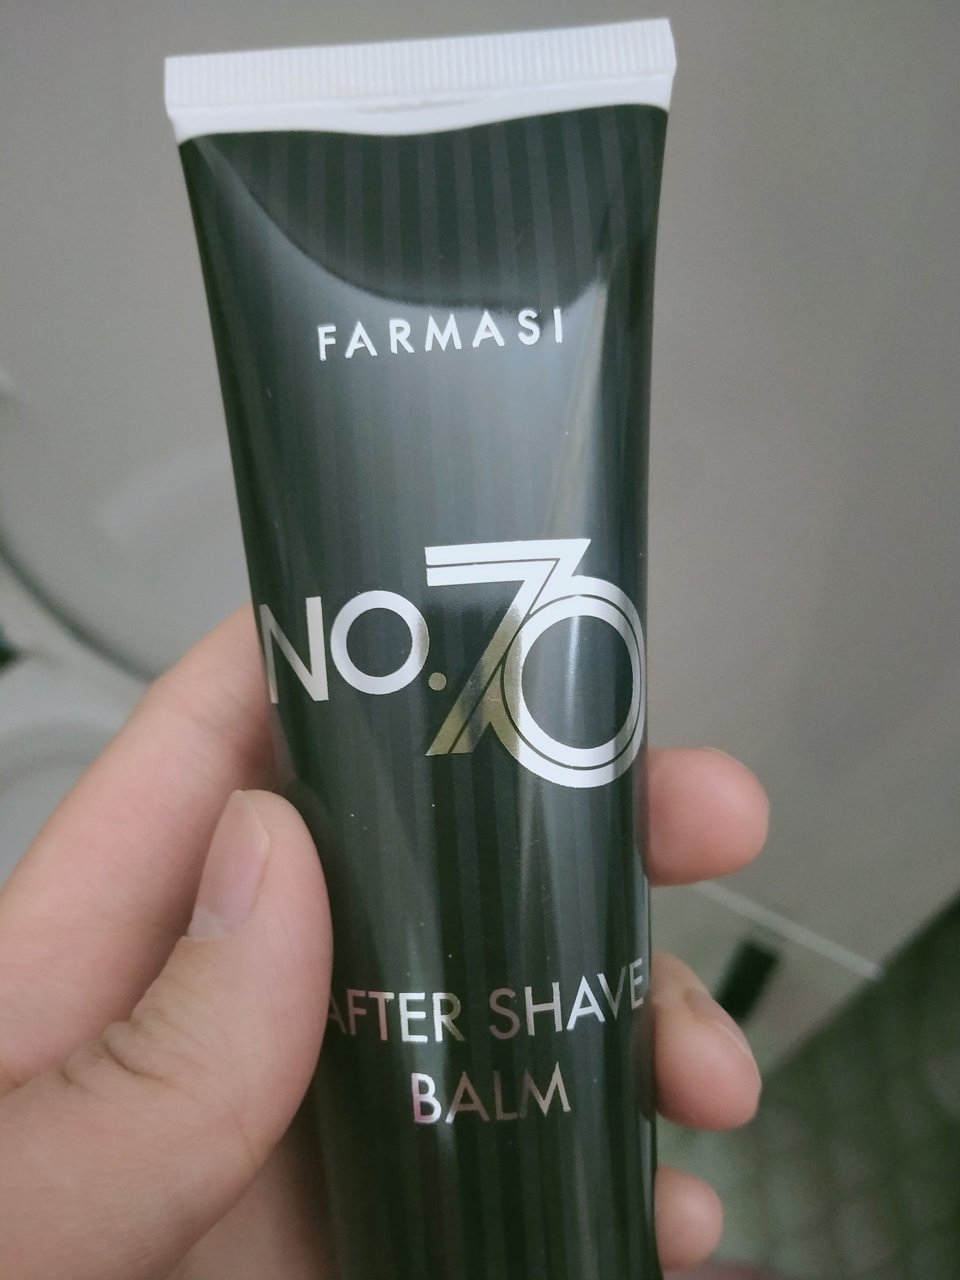 FARMASI
NO.70
AFTER SHAVE
BALM